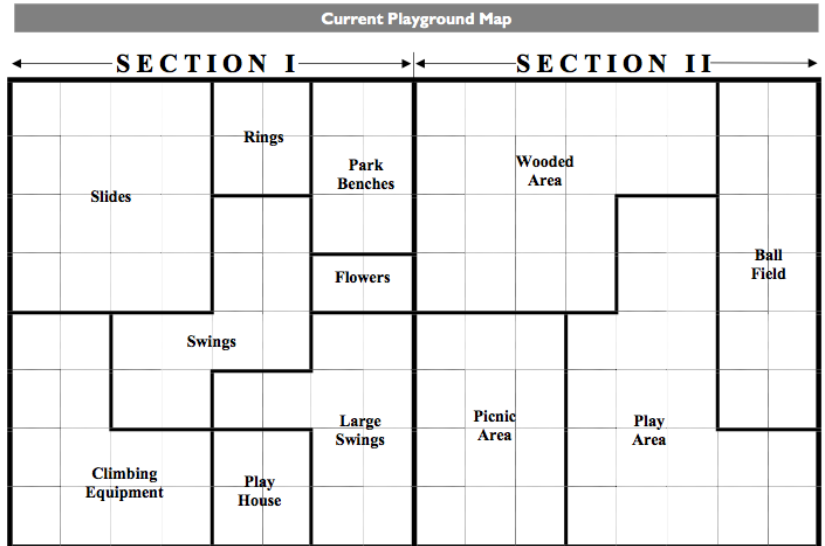 Current Playground Map
SECTION I
SECTION II
Rings
Park
Benches
Wooded
Area
Slides
Ball
Field
Flowers
Swings
Large
Swings
Picnic
Area
Play
Area
Climbing
Equipment
Play
House